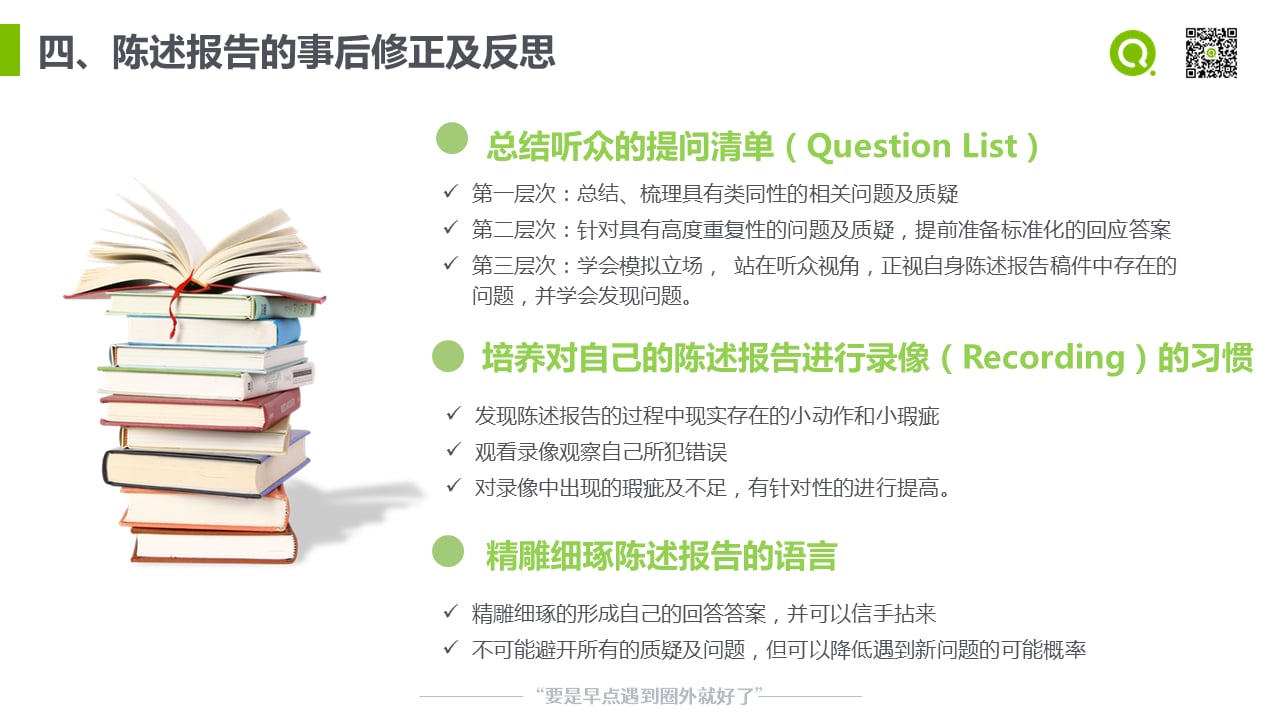 四、陈述报告的事后修正及反思
总结听众的提问清单（Question List）
✓ 第一层次：总结、梳理具有类同性的相关问题及质疑
✓ 第二层次：针对具有高度重复性的问题及质疑，提前准备标准化的回应答案
✓ 第三层次：学会模拟立场， 站在听众视角，正视自身陈述报告稿件中存在的
问题，并学会发现问题。
培养对自己的陈述报告进行录像（Recording）的习惯
✓ 发现陈述报告的过程中现实存在的小动作和小瑕疵
✓ 观看录像观察自己所犯错误
✓ 对录像中出现的瑕疵及不足，有针对性的进行提高。
精雕细琢陈述报告的语言
✓ 精雕细琢的形成自己的回答答案，并可以信手拈来
✓ 不可能避开所有的质疑及问题，但可以降低遇到新问题的可能概率
“要是早点遇到圈外就好了”